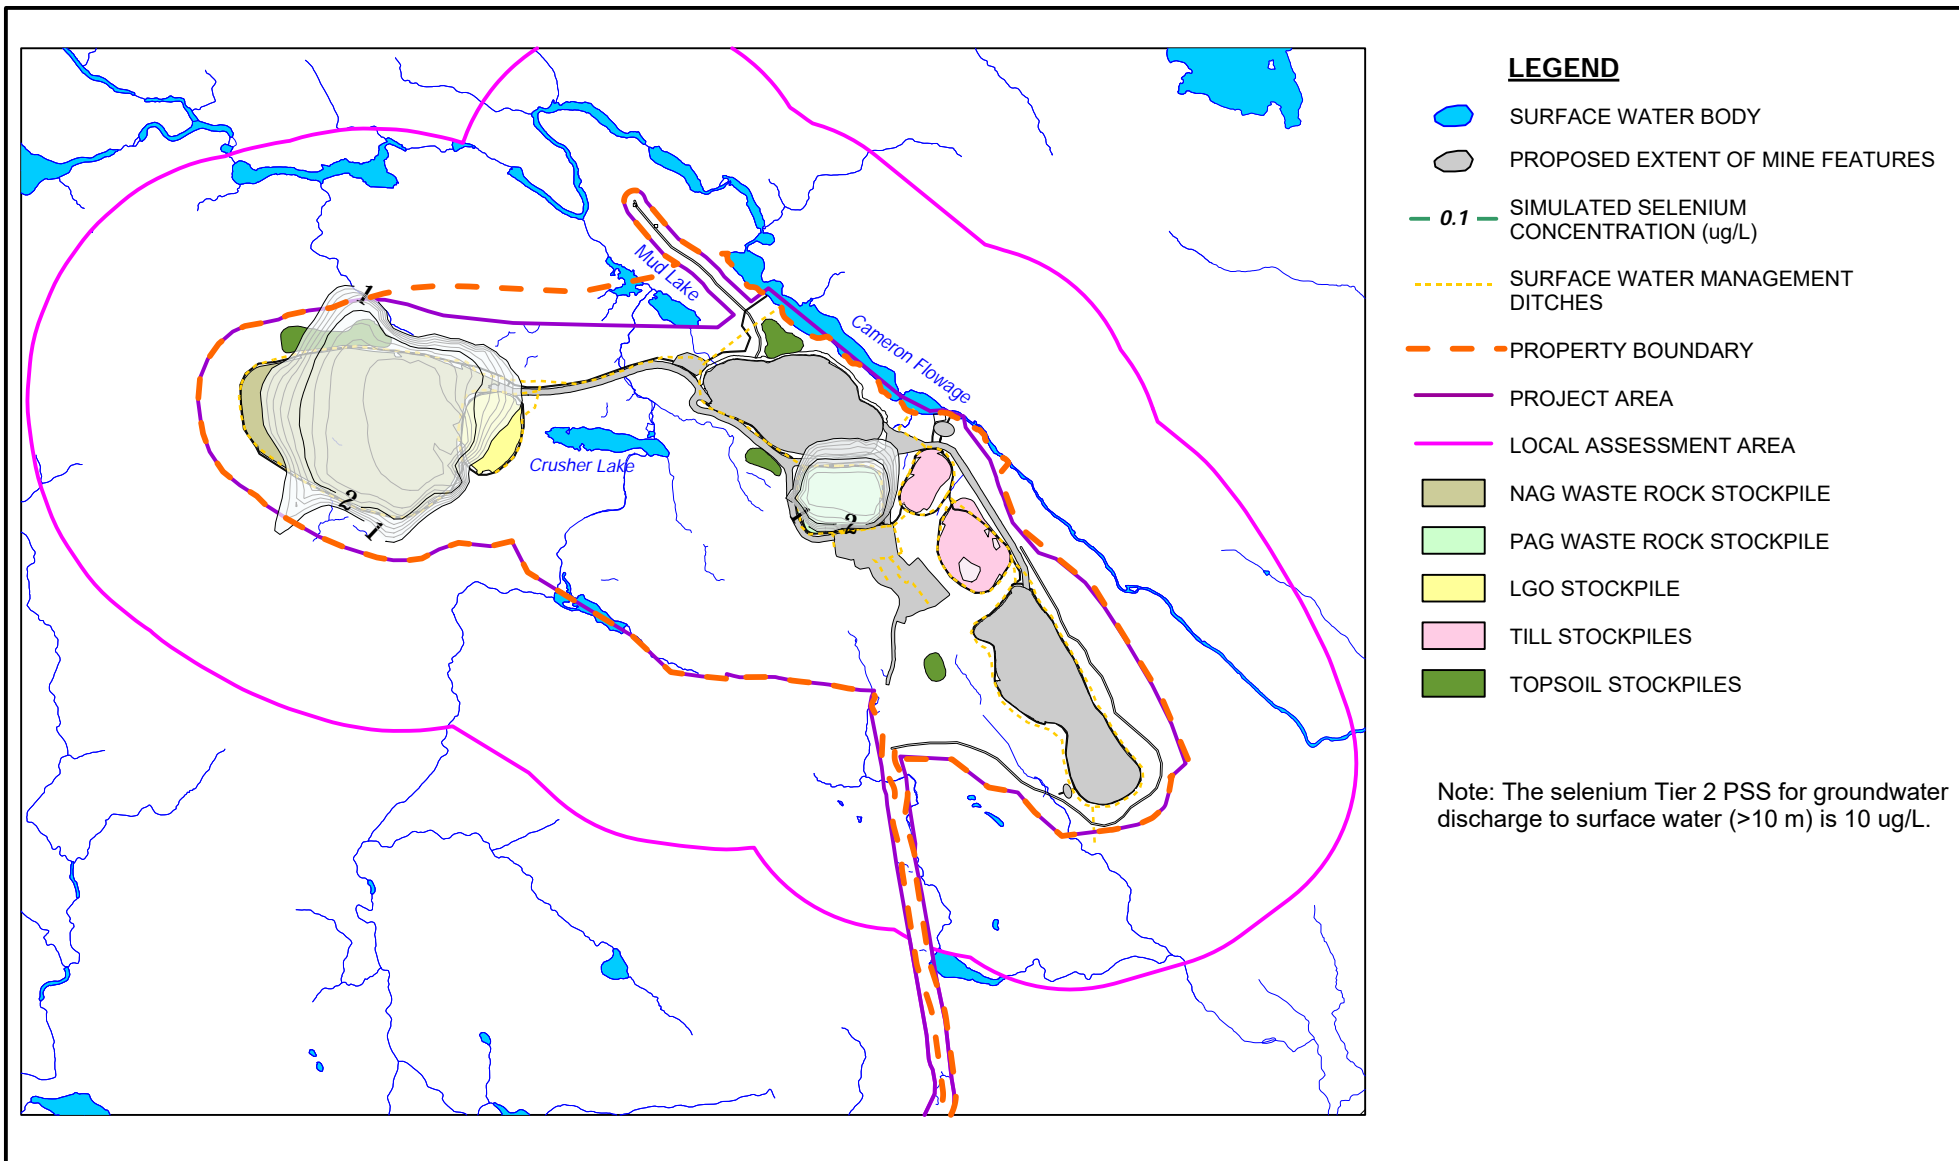 LEGEND
SURFACE WATER BODY
PROPOSED EXTENT OF MINE FEATURES
0.1
SIMULATED SELENIUM
CONCENTRATION (ug/L)
SURFACE WATER MANAGEMENT
DITCHES
PROPERTY BOUNDARY
PROJECT AREA
LOCAL ASSESSMENT AREA
NAG WASTE ROCK STOCKPILE
PAG WASTE ROCK STOCKPILE
LGO STOCKPILE
TILL STOCKPILES
TOPSOIL STOCKPILES
Note: The selenium Tier 2 PSS for groundwater
discharge to surface water (>10 m) is 10 ug/L.
Mud Lake
1
Cameron Flowage
Crusher Lake
2
1
1
2